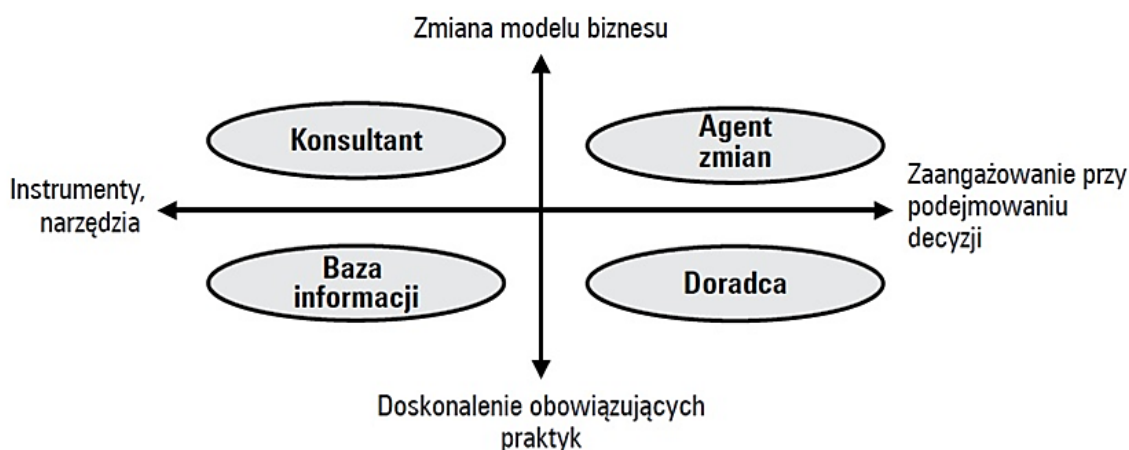 Zmiana modelu biznesu
Konsultant
Agent
zmian
Instrumenty,
narzędzia
Zaangażowanie przy
podejmowaniu
decyzji
Baza
informacji
Doradca
Doskonalenie obowiązujących
praktyk